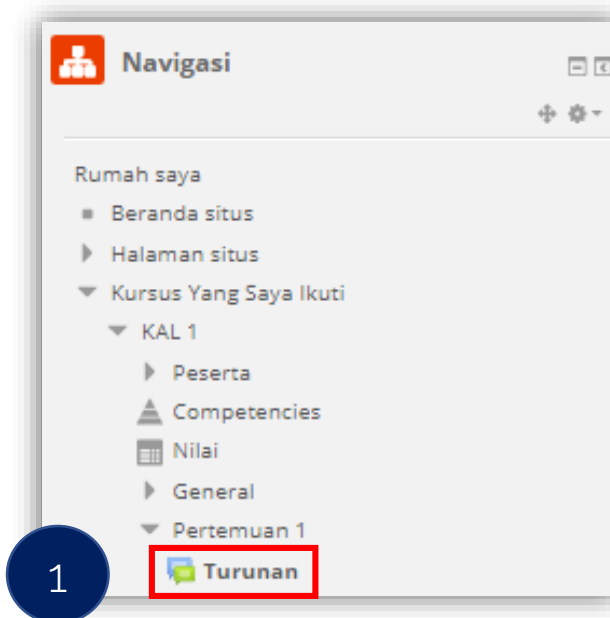 Navigasi
Rumah saya
Beranda situs
Halaman situs
Kursus Yang Saya Ikuti
KAL 1
Peserta
Competencies
Nilai
General
Pertemuan 1
1
Turunan